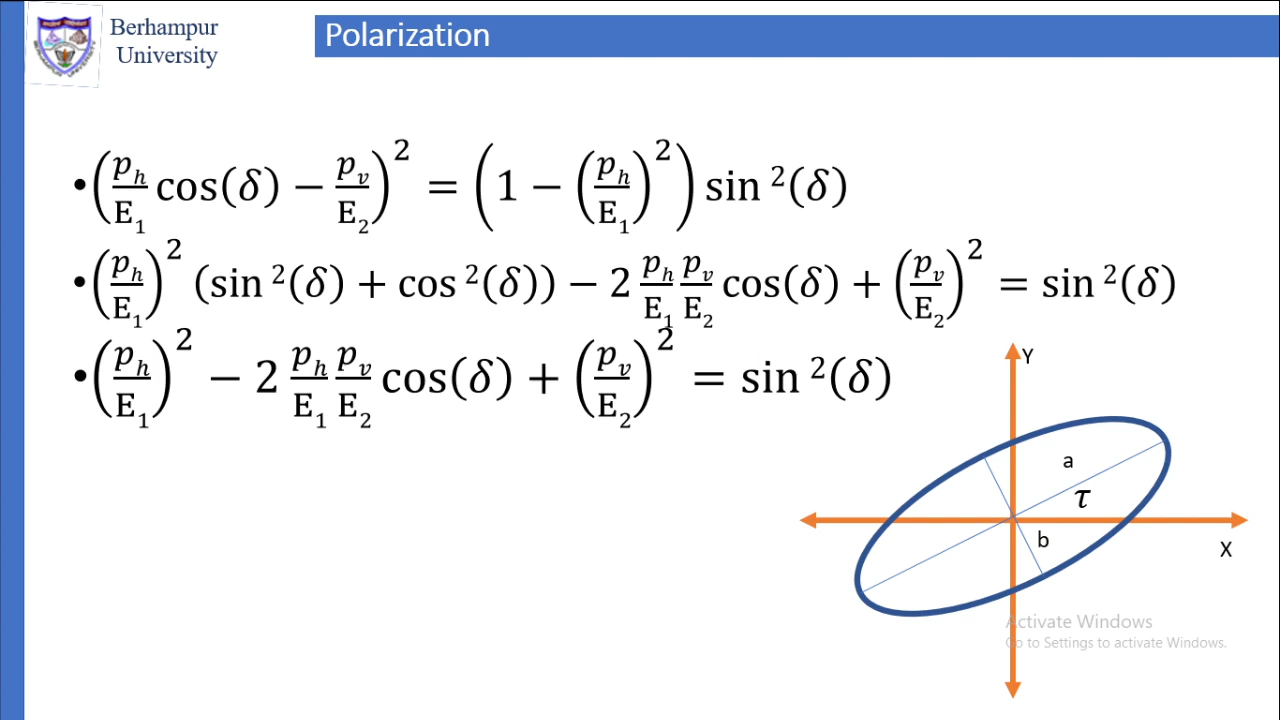 Berhampur
University
Polarization
• (p_h/E_1 cos(δ) − p_v/E_2)^2 = (1 − (p_h/E_1)^2) sin^2(δ)
• (p_h/E_1)^2 (sin^2(δ) + cos^2(δ)) − 2 p_h/E_1 p_v/E_2 cos(δ) + (p_v/E_2)^2 = sin^2(δ)
• (p_h/E_1)^2 − 2 p_h/E_1 p_v/E_2 cos(δ) + (p_v/E_2)^2 = sin^2(δ)
Y
a
τ
b
X
Activate Windows
Go to Settings to activate Windows.